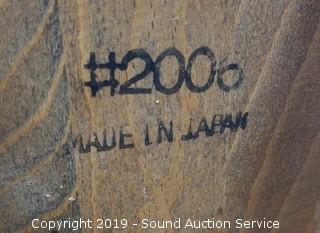 #2006
MADE IN JAPAN
Copyright 2019 - Sound Auction Service